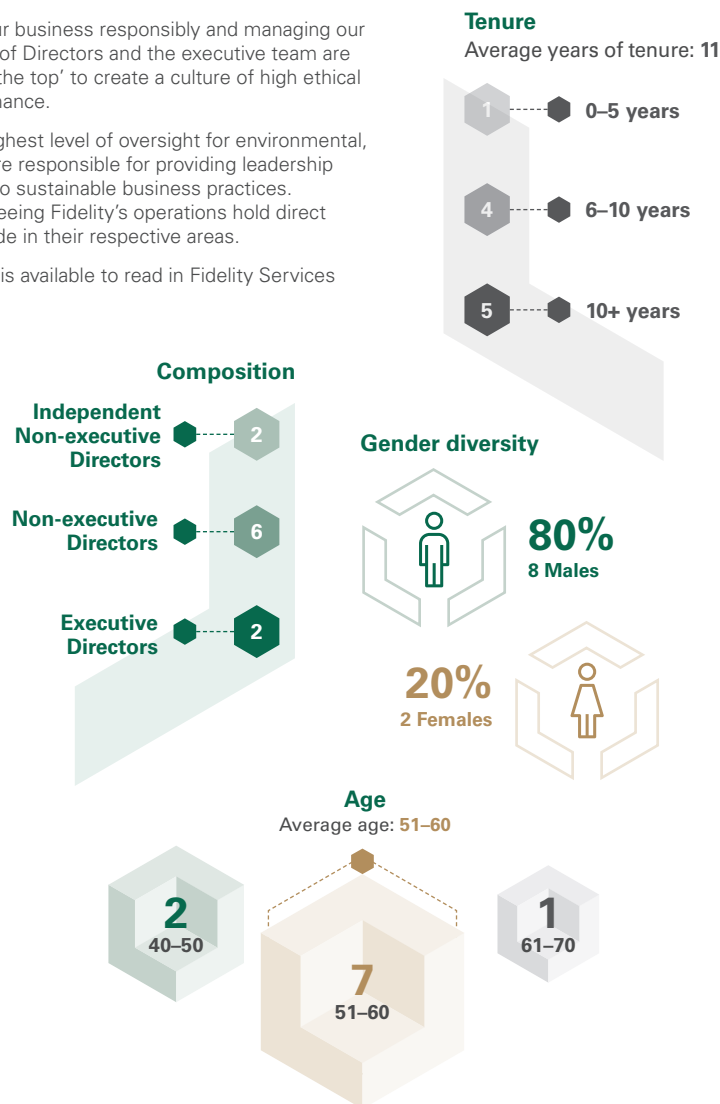 ur business responsibly and managing our
of Directors and the executive team are
the top’ to create a culture of high ethical
nance.
ghest level of oversight for environmental,
re responsible for providing leadership
o sustainable business practices.
eeing Fidelity’s operations hold direct
de in their respective areas.
is available to read in Fidelity Services
Tenure
Average years of tenure: 11
1
0–5 years
4
6–10 years
5
10+ years
Composition
Independent
Non-executive
Directors
2
Non-executive
Directors
6
Executive
Directors
2
Gender diversity
80%
8 Males
20%
2 Females
Age
Average age: 51–60
2
40–50
7
51–60
1
61–70